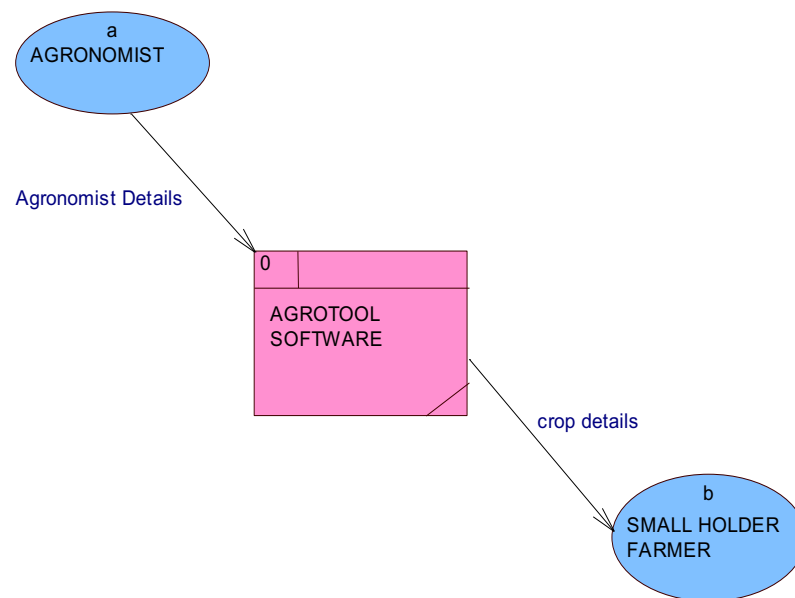 a
AGRONOMIST
Agronomist Details
0
AGROTOOL
SOFTWARE
crop details
b
SMALL HOLDER
FARMER